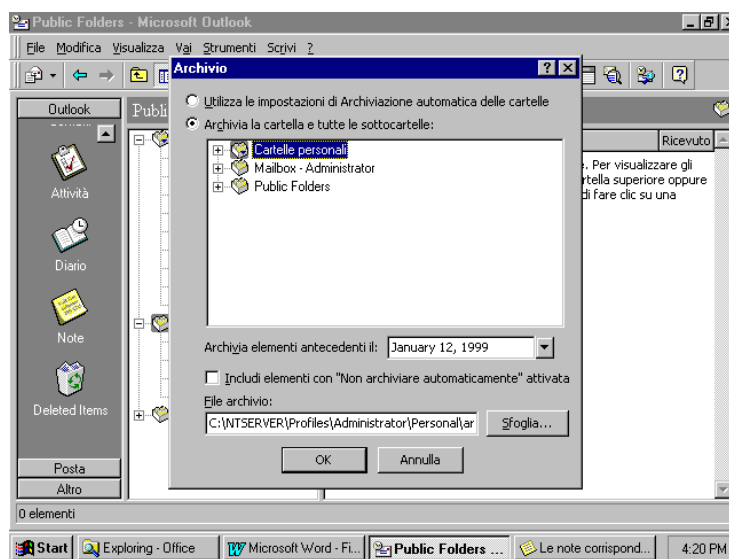 Public Folders - Microsoft Outlook
File Modifica Visualizza Vai Strumenti Scrivi ?
Archivio
Outlook
Publi
Utilizza le impostazioni di Archiviazione automatica delle cartelle
Archivia la cartella e tutte le sottocartelle:
Ricevuto
Cartelle personali
Mailbox - Administrator
Public Folders
. Per visualizzare gli
rtella superiore oppure
di fare clic su una
Attività
Diario
Note
Deleted Items
Archivia elementi antecedenti il: January 12, 1999
Includi elementi con "Non archiviare automaticamente" attivata
File archivio:
C:\NTSERVER\Profiles\Administrator\Personal\ar Sfoglia...
OK Annulla
Posta
Altro
0 elementi
Start Exploring - Office Microsoft Word - Fi... Public Folders ... Le note corrispond... 4:20 PM